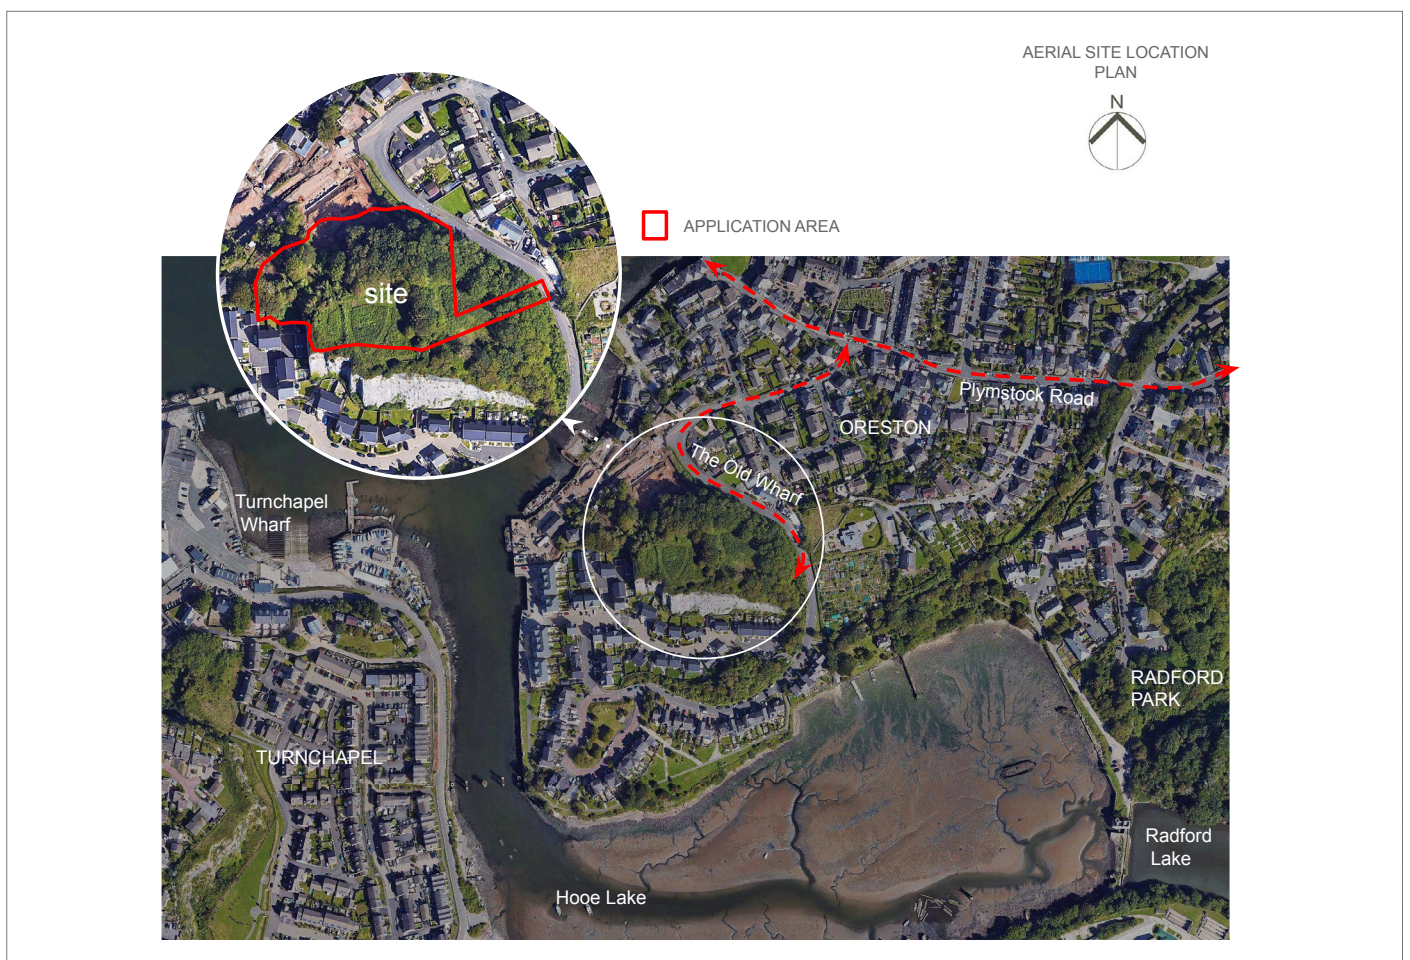 AERIAL SITE LOCATION
PLAN
N
APPLICATION AREA
site
Plymstock Road
ORESTON
The Old Wharf
Turnchapel
Wharf
RADFORD
PARK
TURNCHAPEL
Radford
Lake
Hooe Lake